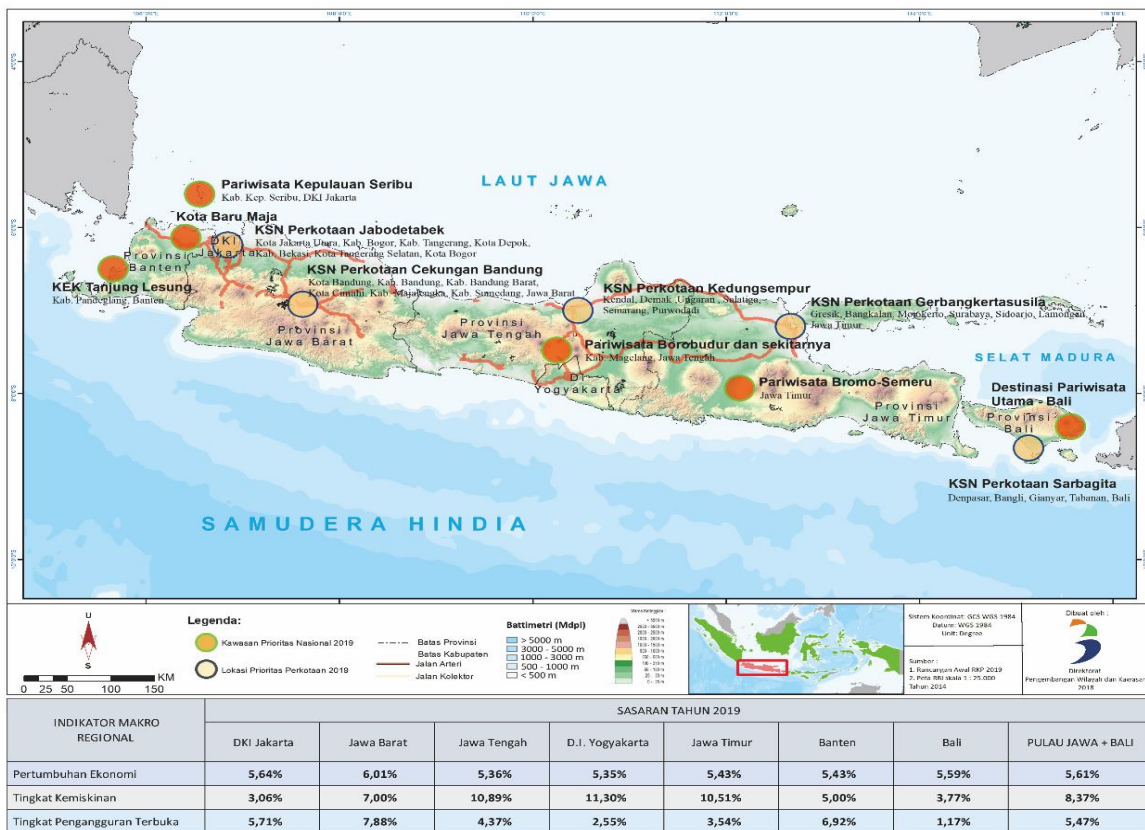 LAUT JAWA
Pariwisata Kepulauan Seribu
Kab. Kep. Seribu, DKI Jakarta
Kota Baru Maja
KSN Perkotaan Jabodetabek
Kota Jakarta Utara, Kab. Bogor, Kab. Tangerang, Kota Depok,
Kab. Bekasi, Kota Tangerang Selatan, Kota Bogor
DKI
Jakarta
Provinsi
Banten
KEK Tanjung Lesung
Kab. Pandeglang, Banten
KSN Perkotaan Cekungan Bandung
Kota Bandung, Kab. Bandung, Kab. Bandung Barat,
Kota Cimahi, Kab. Majalengka, Kab. Sumedang, Jawa Barat
Provinsi
Jawa Barat
KSN Perkotaan Kedungsempur
Kendal, Demak, Ungaran, Salatiga,
Semarang, Purwodadi
Provinsi
Jawa Tengah
KSN Perkotaan Gerbangkertasusila
Gresik, Bangkalan, Mojokerto, Surabaya, Sidoarjo, Lamongan,
Jawa Timur
Pariwisata Borobudur dan sekitarnya
Kab. Magelang, Jawa Tengah
DI
Yogyakarta
Pariwisata Bromo-Semeru
Jawa Timur
Provinsi
Jawa Timur
SELAT MADURA
Destinasi Pariwisata
Utama - Bali
Provinsi
Bali
KSN Perkotaan Sarbagita
Denpasar, Bangli, Gianyar, Tabanan, Bali
SAMUDERA HINDIA
U
S
0 25 50 100 150
KM
Legenda:
Kawasan Prioritas Nasional 2019
Lokasi Prioritas Perkotaan 2019
Batas Provinsi
Batas Kabupaten
Jalan Arteri
Jalan Kolektor
Battimetri (Mdpl)
> 5000 m
3000 - 5000 m
1000 - 3000 m
500 - 1000 m
< 500 m
Sistem Koordinat: GCS WGS 1984
Datum: WGS 1984
Unit: Degree
Sumber :
1. Rancangan Awal RKP 2019
2. Peta RBI skala 1 : 25.000
Tahun 2014
Dibuat oleh :
Direktorat
Pengembangan Wilayah dan Kawasan
2018
INDIKATOR MAKRO
REGIONAL
SASARAN TAHUN 2019
DKI Jakarta Jawa Barat Jawa Tengah D.I. Yogyakarta Jawa Timur Banten Bali PULAU JAWA + BALI
Pertumbuhan Ekonomi 5,64% 6,01% 5,36% 5,35% 5,43% 5,43% 5,59% 5,61%
Tingkat Kemiskinan 3,06% 7,00% 10,89% 11,30% 10,51% 5,00% 3,77% 8,37%
Tingkat Pengangguran Terbuka 5,71% 7,88% 4,37% 2,55% 3,54% 6,92% 1,17% 5,47%